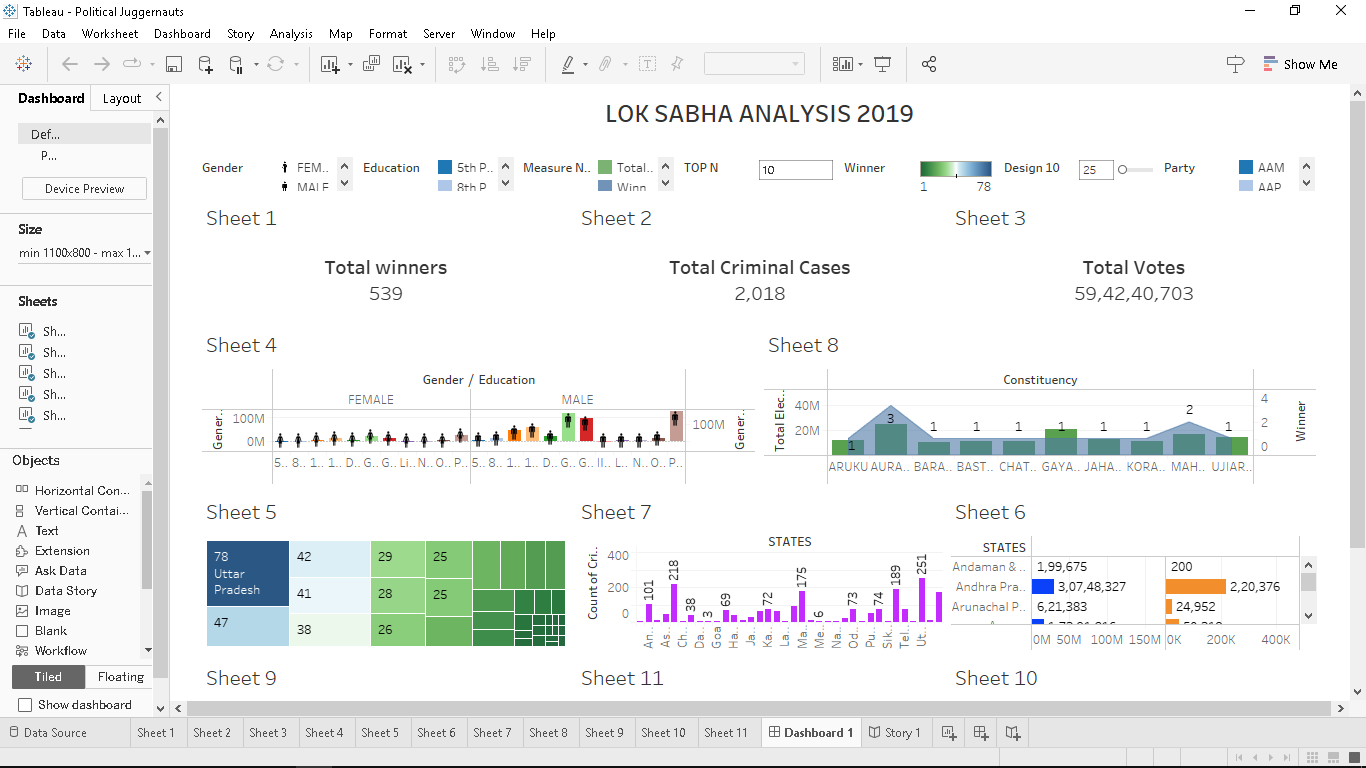 Tableau - Political Juggernauts
File Data Worksheet Dashboard Story Analysis Map Format Server Window Help
Show Me
Dashboard Layout
Def...
P...
Device Preview
Size
min 1100x800 - max 1...
Sheets
Sh...
Sh...
Sh...
Sh...
Sh...
Objects
Horizontal Con...
Vertical Contai...
Text
Extension
Ask Data
Data Story
Image
Blank
Workflow
Tiled Floating
Show dashboard
LOK SABHA ANALYSIS 2019
Gender FEM.. MALE
Education 5th P.. 8th P
Measure N.. Total.. Winn
TOP N 10
Winner 1 78
Design 10 25
Party AAM AAP
Sheet 1 Sheet 2 Sheet 3
Total winners Total Criminal Cases Total Votes
539 2,018 59,42,40,703
Sheet 4 Sheet 8
Gender / Education
FEMALE MALE
Gener..
100M
0M
100M
Gener..
5.. 8.. 1.. 1.. D.. G.. G.. Li.. N.. O.. P.. 5.. 8.. 1.. 1.. D.. G.. G.. Il.. L.. N.. O.. P..
Constituency
Total Elec..
40M
20M
1 3 1 1 1 1 1 1 2 1
4
2
0
Winner
ARUKU AURA.. BARA.. BAST.. CHAT.. GAYA.. JAHA.. KORA.. MAH.. UJIAR..
Sheet 5 Sheet 7 Sheet 6
78 42 29 25
Uttar
Pradesh
41 28 25
47 38 26
STATES
Count of Cri..
400
200
0
101 218 38 3 69 72 175 6 73 74 189 251
An.. As.. Ch.. Da.. Goa Ha.. Ja.. Ka.. La.. Ma.. Me.. Na.. Od.. Pu.. Sik.. Tel.. Ut..
STATES
Andaman & .. 1,99,675 200
Andhra Pra.. 3,07,48,327 2,20,376
Arunachal P.. 6,21,383 24,952
0M 50M 100M 150M 0K 200K 400K
Sheet 9 Sheet 11 Sheet 10
Data Source Sheet 1 Sheet 2 Sheet 3 Sheet 4 Sheet 5 Sheet 6 Sheet 7 Sheet 8 Sheet 9 Sheet 10 Sheet 11 Dashboard 1 Story 1